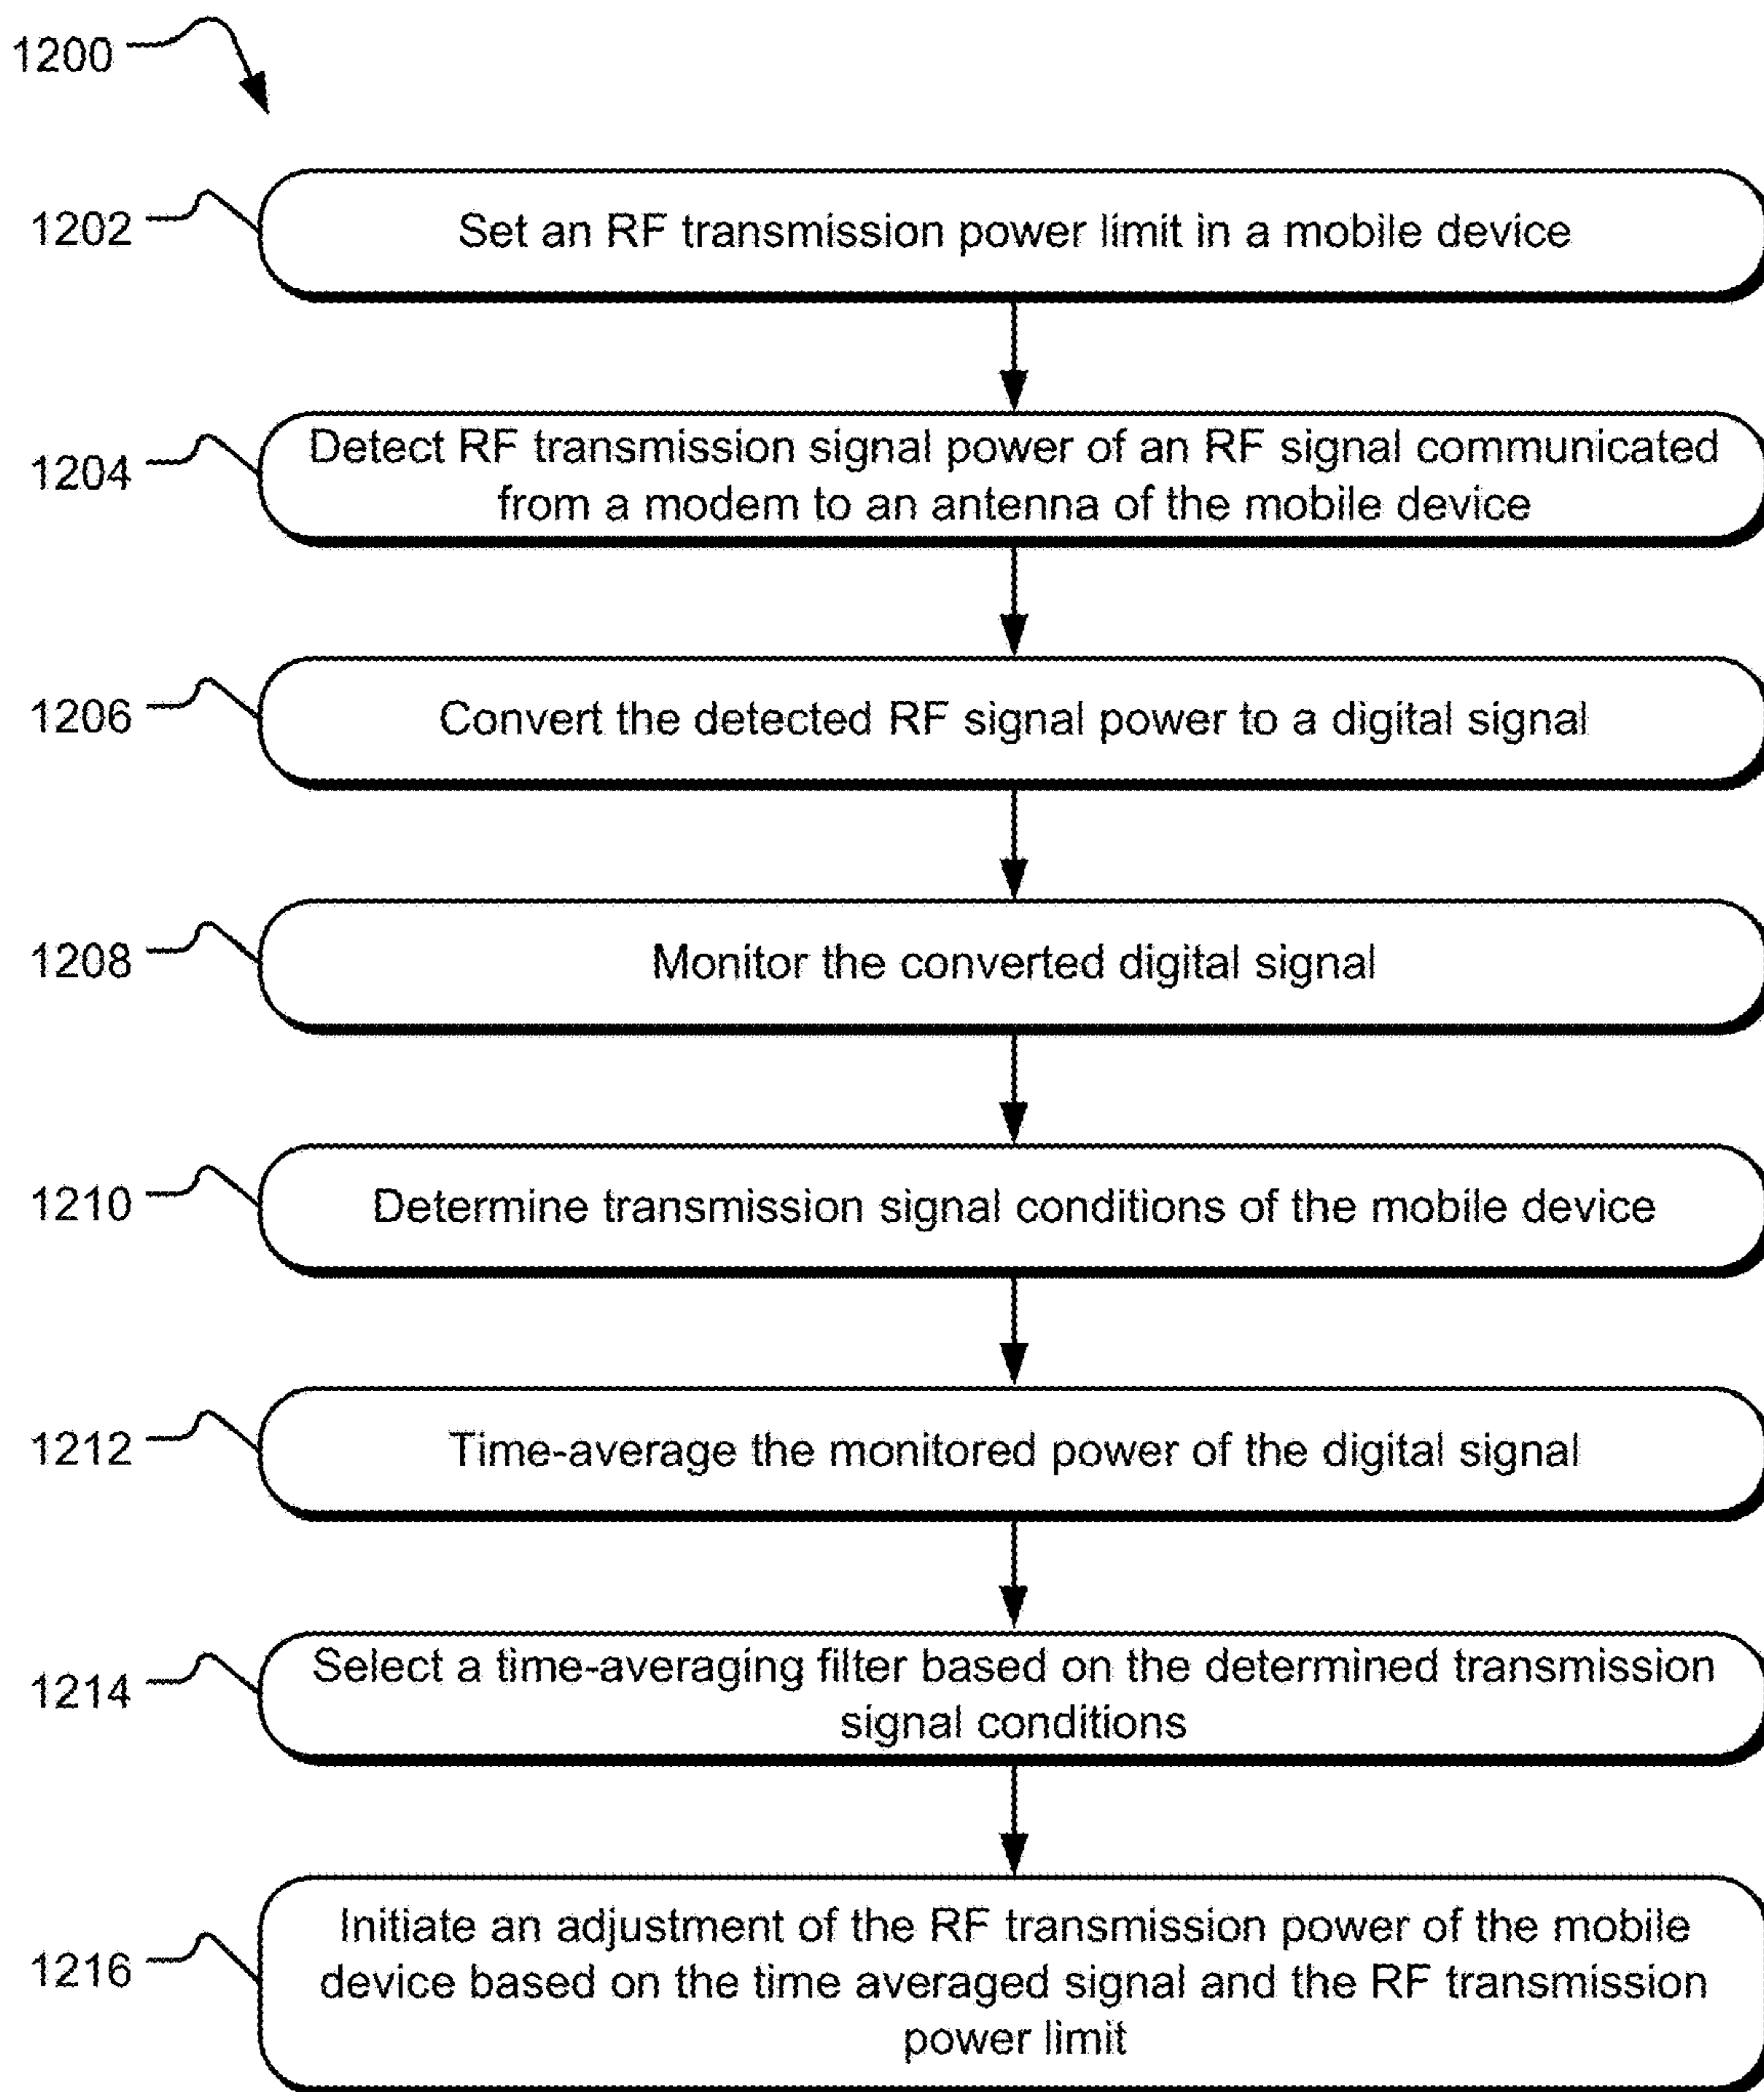 1200
1202
Set an RF transmission power limit in a mobile device
1204
Detect RF transmission signal power of an RF signal communicated
from a modem to an antenna of the mobile device
1206
Convert the detected RF signal power to a digital signal
1208
Monitor the converted digital signal
1210
Determine transmission signal conditions of the mobile device
1212
Time-average the monitored power of the digital signal
1214
Select a time-averaging filter based on the determined transmission
signal conditions
1216
Initiate an adjustment of the RF transmission power of the mobile
device based on the time averaged signal and the RF transmission
power limit